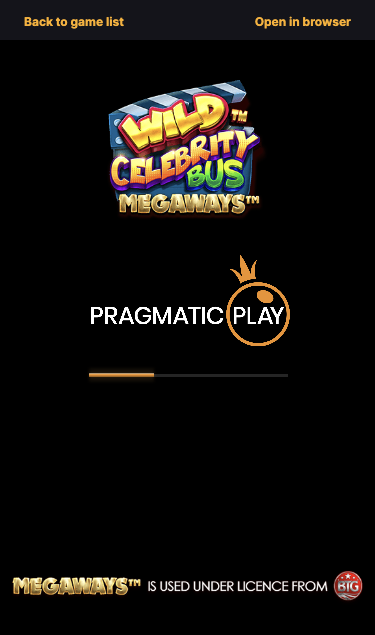 Back to game list
Open in browser
WILD™
CELEBRITY
BUS
MEGAWAYS™
PRAGMATIC PLAY
MEGAWAYS™ IS USED UNDER LICENCE FROM BIG